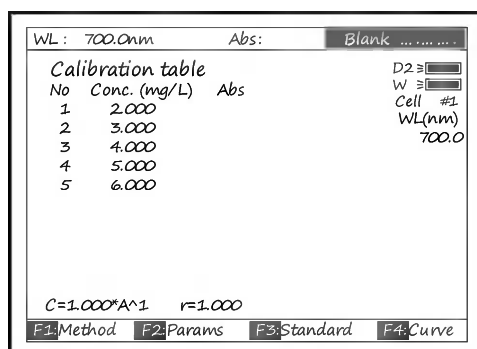 WL: 700.0nm Abs: Blank ... ... ... .
Calibration table
D2
No Conc. (mg/L) Abs
W
1 2.000
Cell #1
2 3.000
WL(nm)
3 4.000
700.0
4 5.000
5 6.000
C=1.000*A^1 r=1.000
F1:Method F2:Params F3:Standard F4:Curve